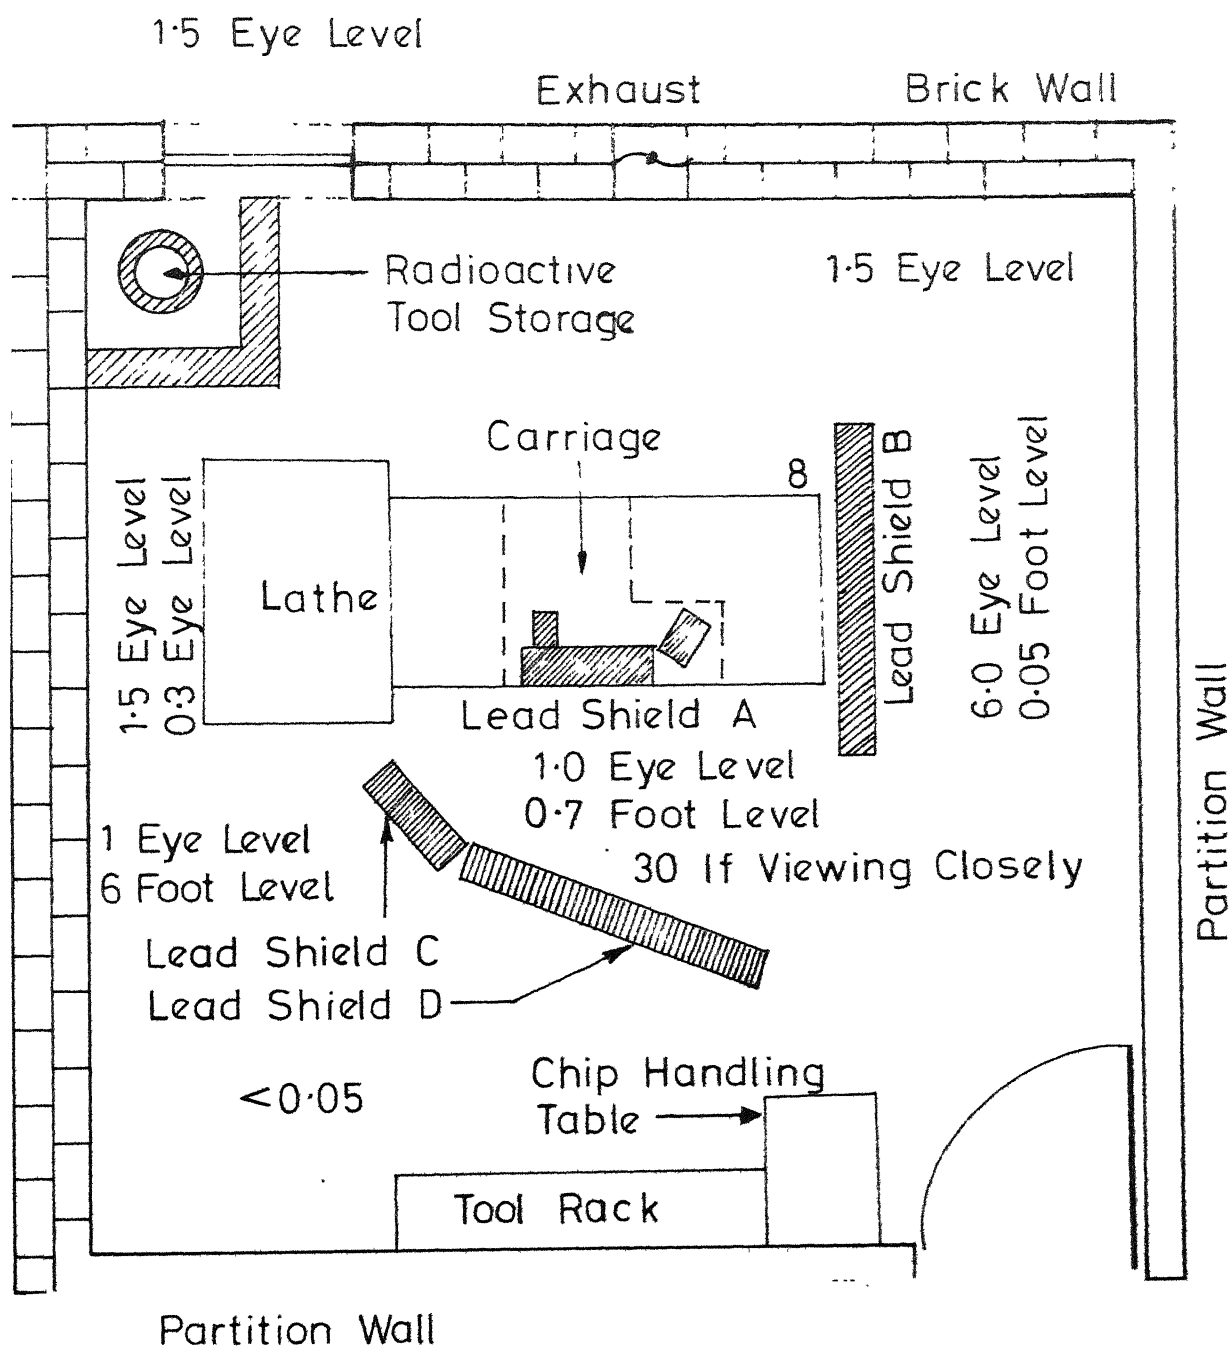 1·5 Eye Level
Exhaust
Brick Wall
Radioactive
Tool Storage
1·5 Eye Level
Carriage
8
Lead Shield B
6·0 Eye Level
0·05 Foot Level
1·5 Eye Level
0·3 Eye Level
Lathe
Lead Shield A
1·0 Eye Level
0·7 Foot Level
30 If Viewing Closely
1 Eye Level
6 Foot Level
Lead Shield C
Lead Shield D
Partition Wall
<0·05
Chip Handling
Table
Tool Rack
Partition Wall